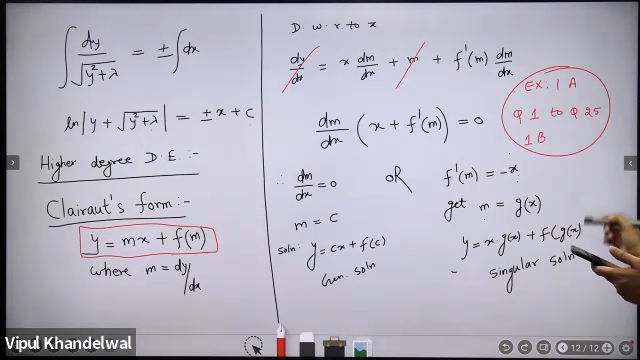 ∫ dy/√(y²+λ) = ± ∫ dx
ln|y + √(y²+λ)| = ± x + c
Higher degree D.E. :-
Clairaut's form :-
y = mx + f(m)
where m = dy/dx
D. w. r. to x
dy/dx = x dm/dx + m + f'(m) dm/dx
dm/dx (x + f'(m)) = 0
∴ dm/dx = 0
m = c
soln: y = cx + f(c)
Gen. soln
OR
f'(m) = -x
get m = g(x)
y = x.g(x) + f(g(x))
singular soln
EX: 1 A
Q 1 to Q 25
1 B
Vipul Khandelwal
12 / 12